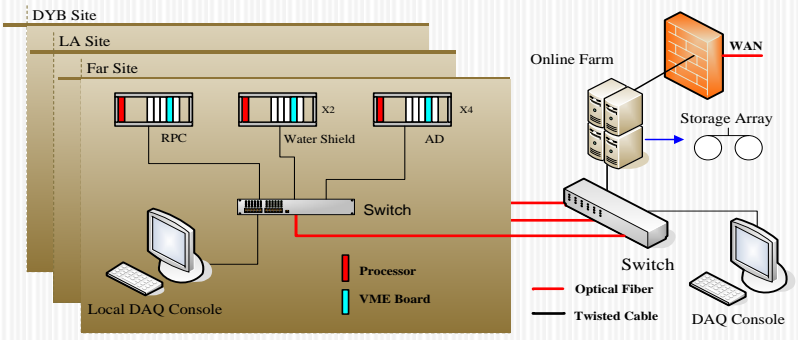 DYB Site
LA Site
Far Site
RPC
X2
Water Shield
X4
AD
Switch
Local DAQ Console
Processor
VME Board
Online Farm
WAN
Storage Array
Switch
Optical Fiber
Twisted Cable
DAQ Console